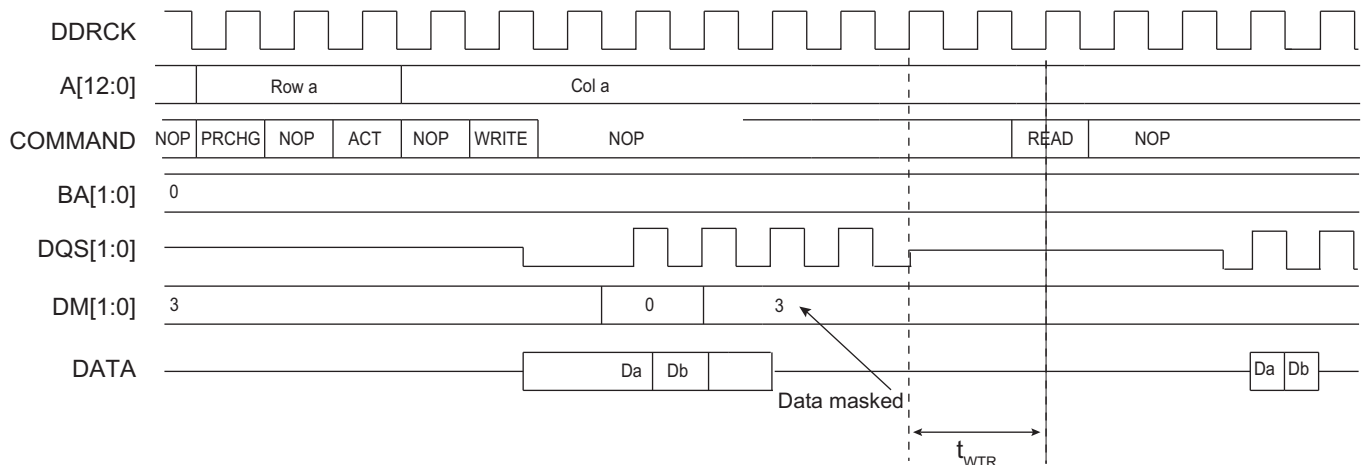 DDRCK
A[12:0] Row a Col a
COMMAND NOP PRCHG NOP ACT NOP WRITE NOP READ NOP
BA[1:0] 0
DQS[1:0]
DM[1:0] 3 0 3
DATA Da Db Da Db
Data masked
tWTR